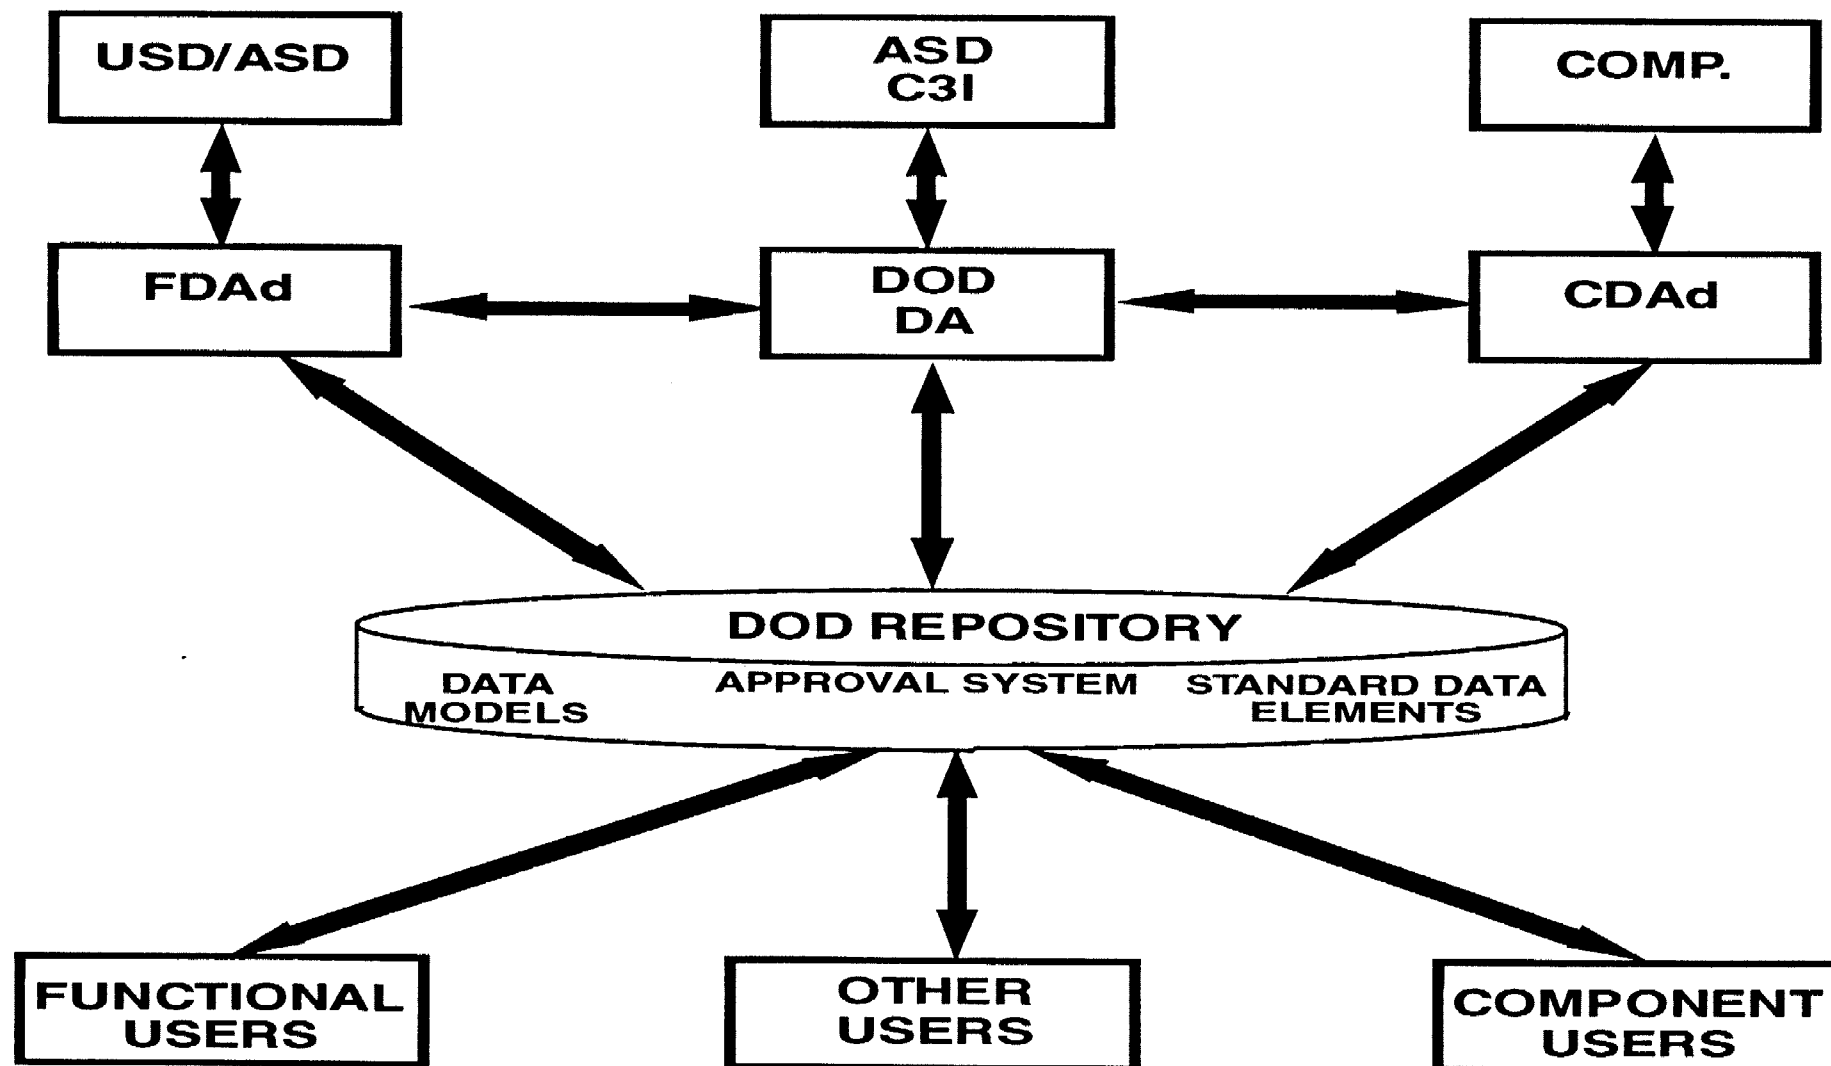 USD/ASD
ASD
C3I
COMP.
FDAd
DOD
DA
CDAd
DOD REPOSITORY
DATA
MODELS
APPROVAL SYSTEM
STANDARD DATA
ELEMENTS
FUNCTIONAL
USERS
OTHER
USERS
COMPONENT
USERS